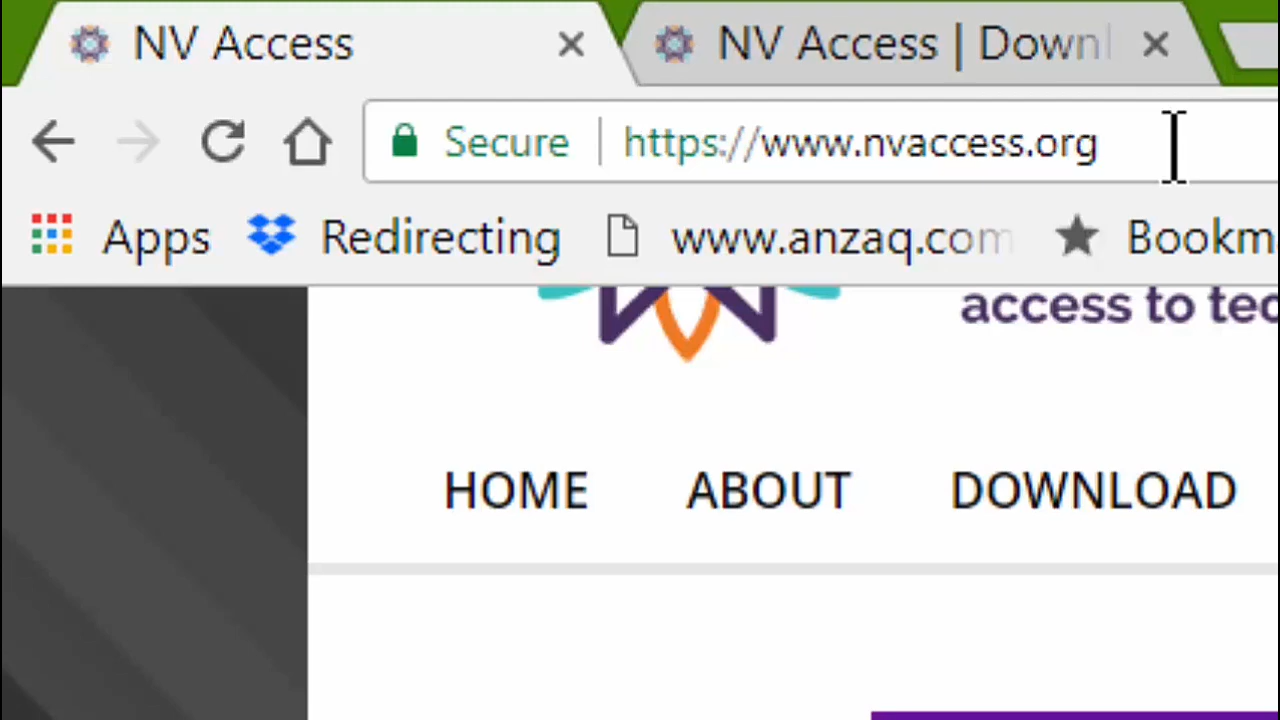 NV Access NV Access | Downl
Secure https://www.nvaccess.org
Apps Redirecting www.anzaq.com Bookm
access to tec
HOME ABOUT DOWNLOAD